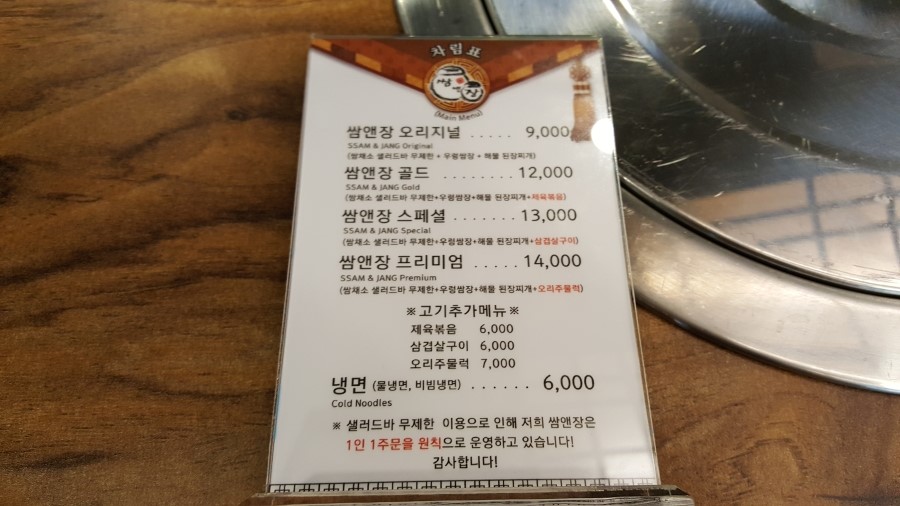 차림표
쌈앤장
(Main Menu)
쌈앤장 오리지널 ..... 9,000
SSAM & JANG Original
(쌈채소 샐러드바 무제한 + 우렁쌈장 + 해물 된장찌개)
쌈앤장 골드 ........ 12,000
SSAM & JANG Gold
(쌈채소 샐러드바 무제한+우렁쌈장+해물 된장찌개+제육볶음)
쌈앤장 스페셜 ....... 13,000
SSAM & JANG Special
(쌈채소 샐러드바 무제한+우렁쌈장+해물 된장찌개+삼겹살구이)
쌈앤장 프리미엄 ..... 14,000
SSAM & JANG Premium
(쌈채소 샐러드바 무제한+우렁쌈장+해물 된장찌개+오리주물럭)
※고기추가메뉴※
제육볶음 6,000
삼겹살구이 6,000
오리주물럭 7,000
냉면 (물냉면, 비빔냉면) ...... 6,000
Cold Noodles
※ 샐러드바 무제한 이용으로 인해 저희 쌈앤장은
1인 1주문을 원칙으로 운영하고 있습니다!
감사합니다!